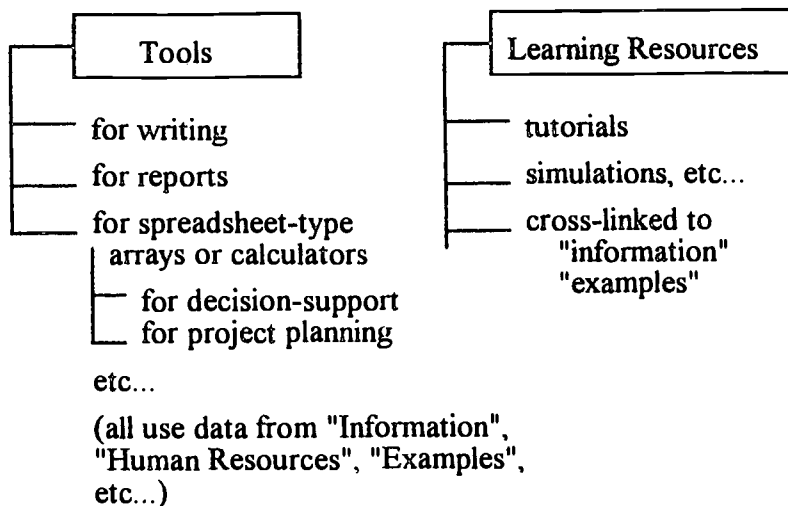 Tools
for writing
for reports
for spreadsheet-type
arrays or calculators
for decision-support
for project planning
etc...
(all use data from "Information",
"Human Resources", "Examples",
etc...)
Learning Resources
tutorials
simulations, etc...
cross-linked to
"information"
"examples"